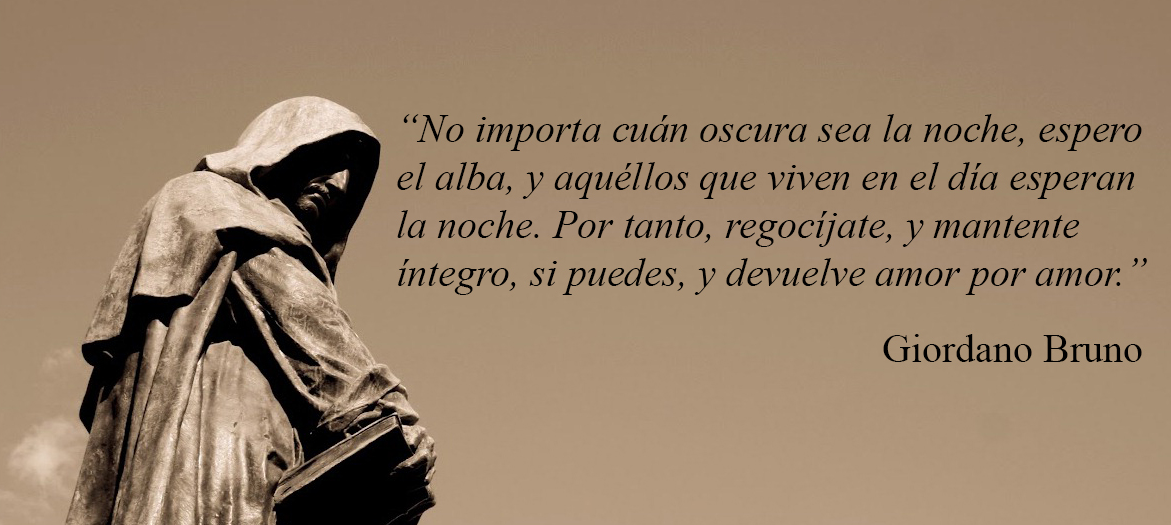 “No importa cuán oscura sea la noche, espero
el alba, y aquéllos que viven en el día esperan
la noche. Por tanto, regocíjate, y mantente
íntegro, si puedes, y devuelve amor por amor.”
Giordano Bruno